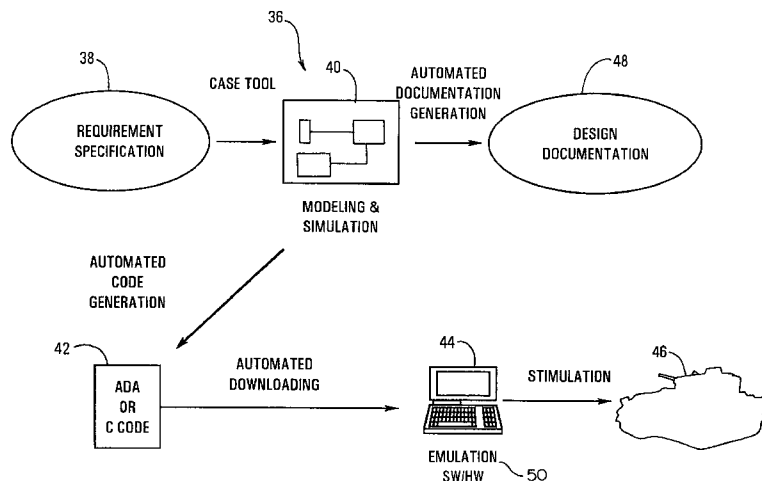 36
38
40
48
CASE TOOL
AUTOMATED
DOCUMENTATION
GENERATION
REQUIREMENT
SPECIFICATION
DESIGN
DOCUMENTATION
MODELING &
SIMULATION
AUTOMATED
CODE
GENERATION
42
44
46
AUTOMATED
DOWNLOADING
STIMULATION
ADA
OR
C CODE
EMULATION
SW/HW
50